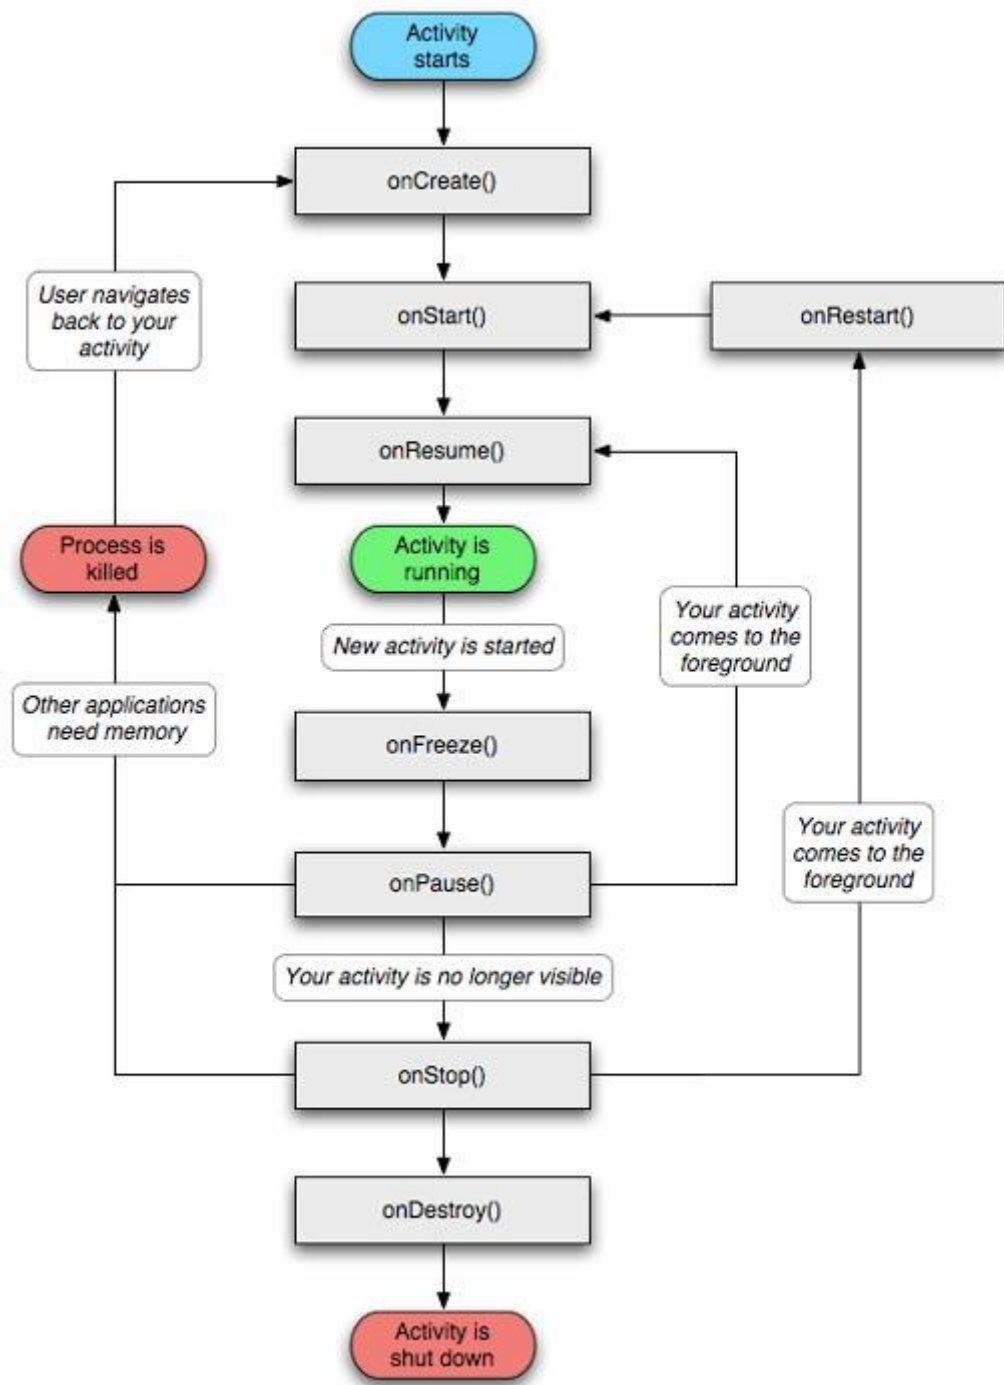 Activity
starts
onCreate()
User navigates
back to your
activity
onStart()
onRestart()
onResume()
Process is
killed
Activity is
running
Your activity
comes to the
foreground
New activity is started
Other applications
need memory
onFreeze()
Your activity
comes to the
foreground
onPause()
Your activity is no longer visible
onStop()
onDestroy()
Activity is
shut down